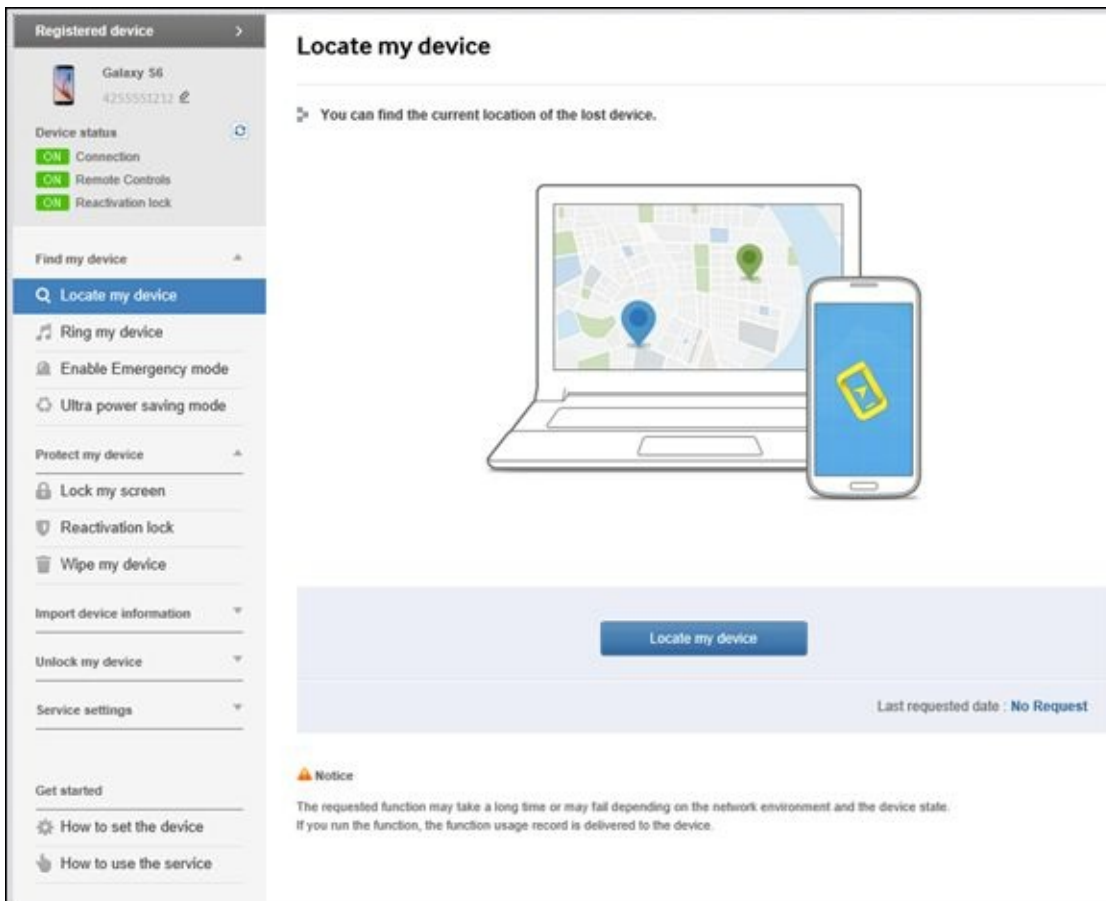 Registered device >
Galaxy S6
4255551212
Device status
ON Connection
ON Remote Controls
ON Reactivation lock
Find my device
Locate my device
Ring my device
Enable Emergency mode
Ultra power saving mode
Protect my device
Lock my screen
Reactivation lock
Wipe my device
Import device information
Unlock my device
Service settings
Get started
How to set the device
How to use the service
Locate my device
You can find the current location of the lost device.
Locate my device
Last requested date : No Request
Notice
The requested function may take a long time or may fail depending on the network environment and the device state.
If you run the function, the function usage record is delivered to the device.